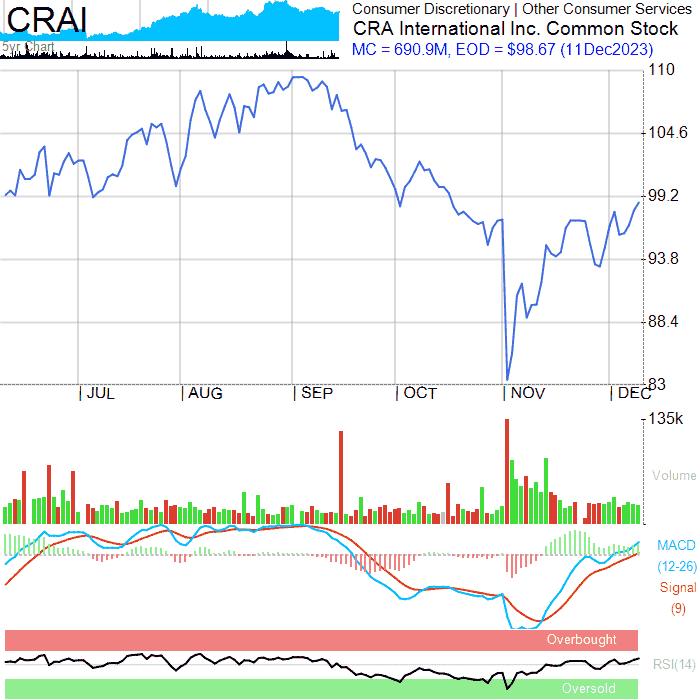 CRAI
Consumer Discretionary | Other Consumer Services
CRA International Inc. Common Stock
MC = 690.9M, EOD = $98.67 (11Dec2023)
5yr Chart
110
104.6
99.2
93.8
88.4
83
JUL AUG SEP OCT NOV DEC
135k
Volume
MACD
(12-26)
Signal
(9)
Overbought
RSI(14)
Oversold